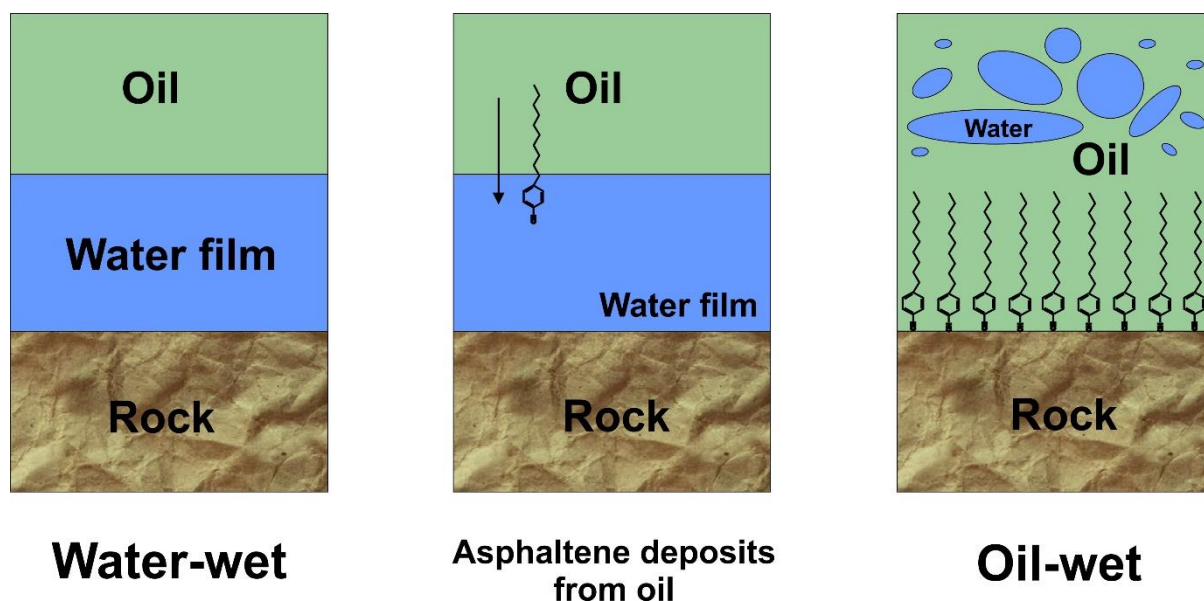 Oil
Water film
Rock
Water-wet
Oil
Water film
Rock
Asphaltene deposits
from oil
Water
Oil
Rock
Oil-wet